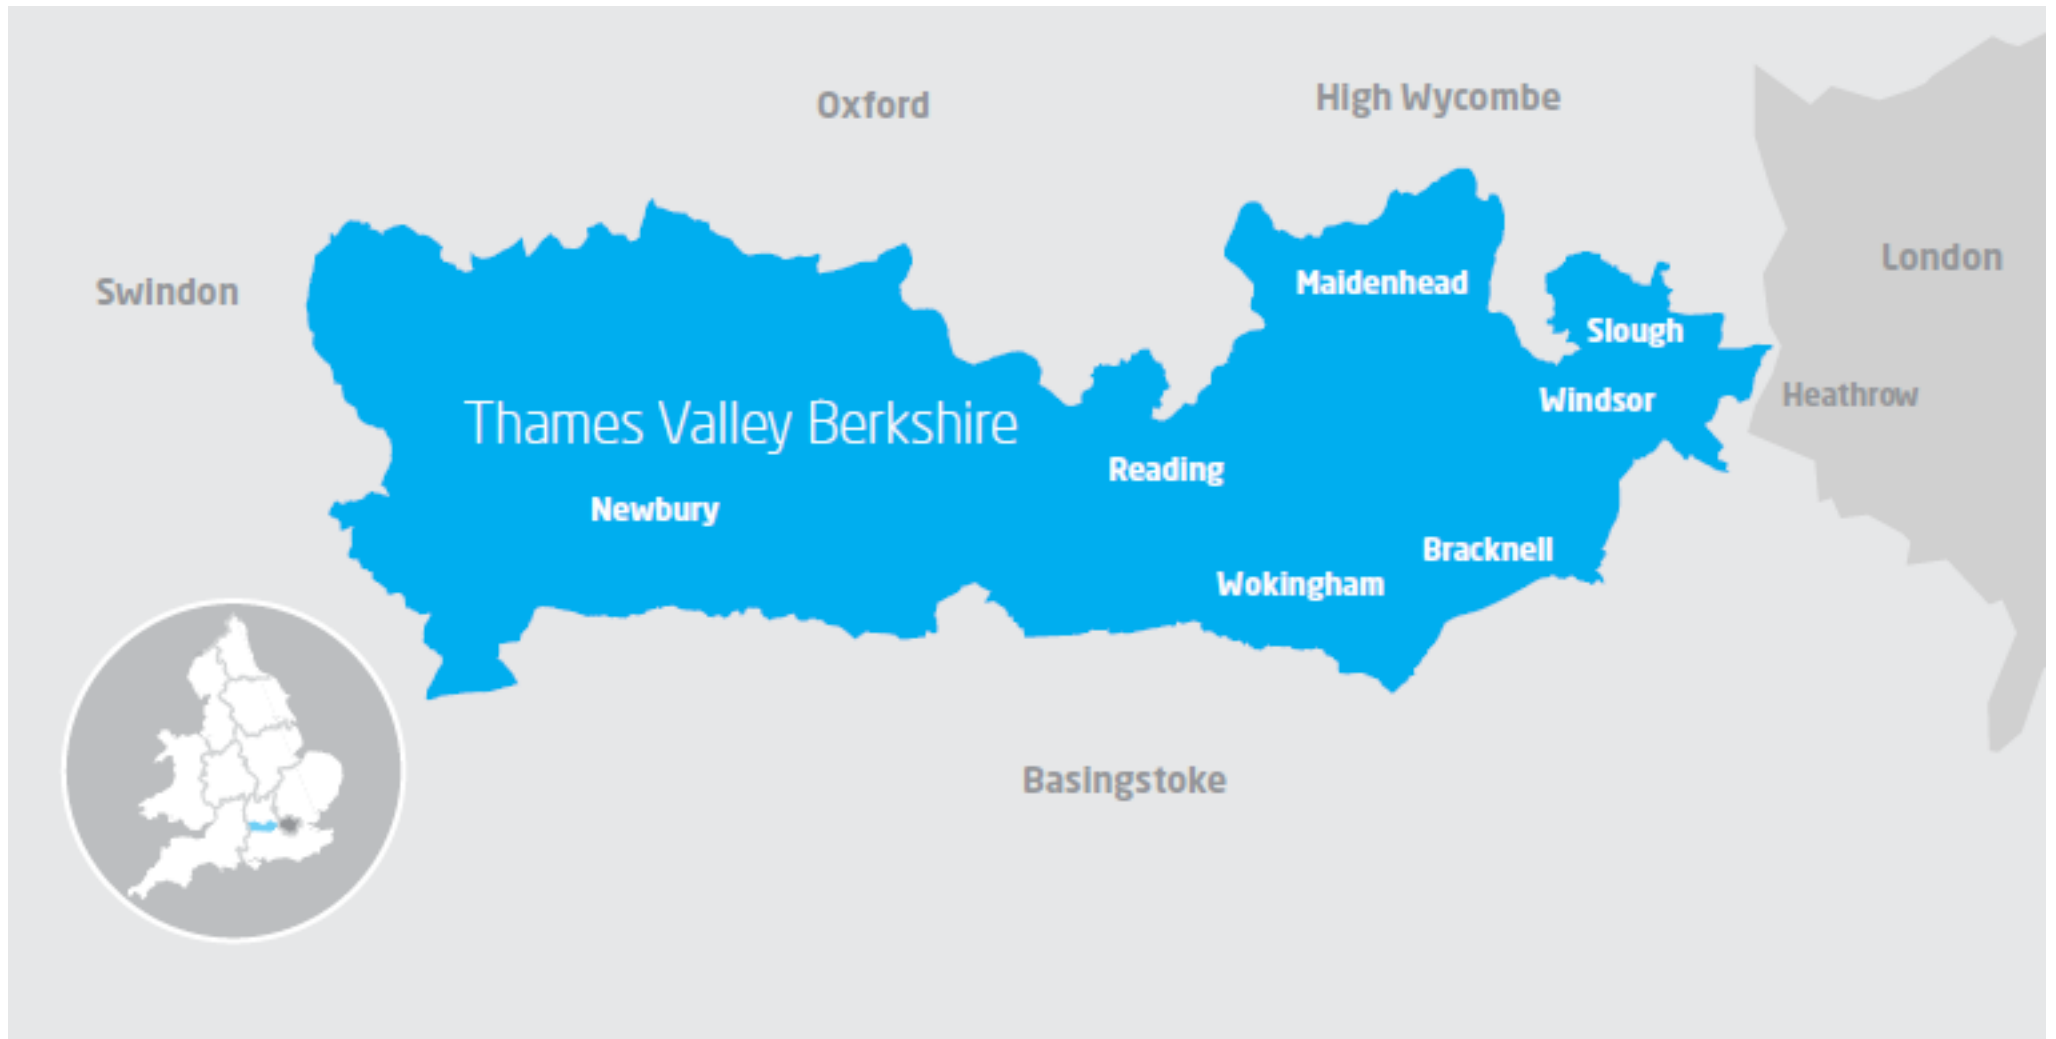 High Wycombe
Oxford
London
Maidenhead
Swindon
Slough
Heathrow
Windsor
Thames Valley Berkshire
Reading
Newbury
Bracknell
Wokingham
Basingstoke